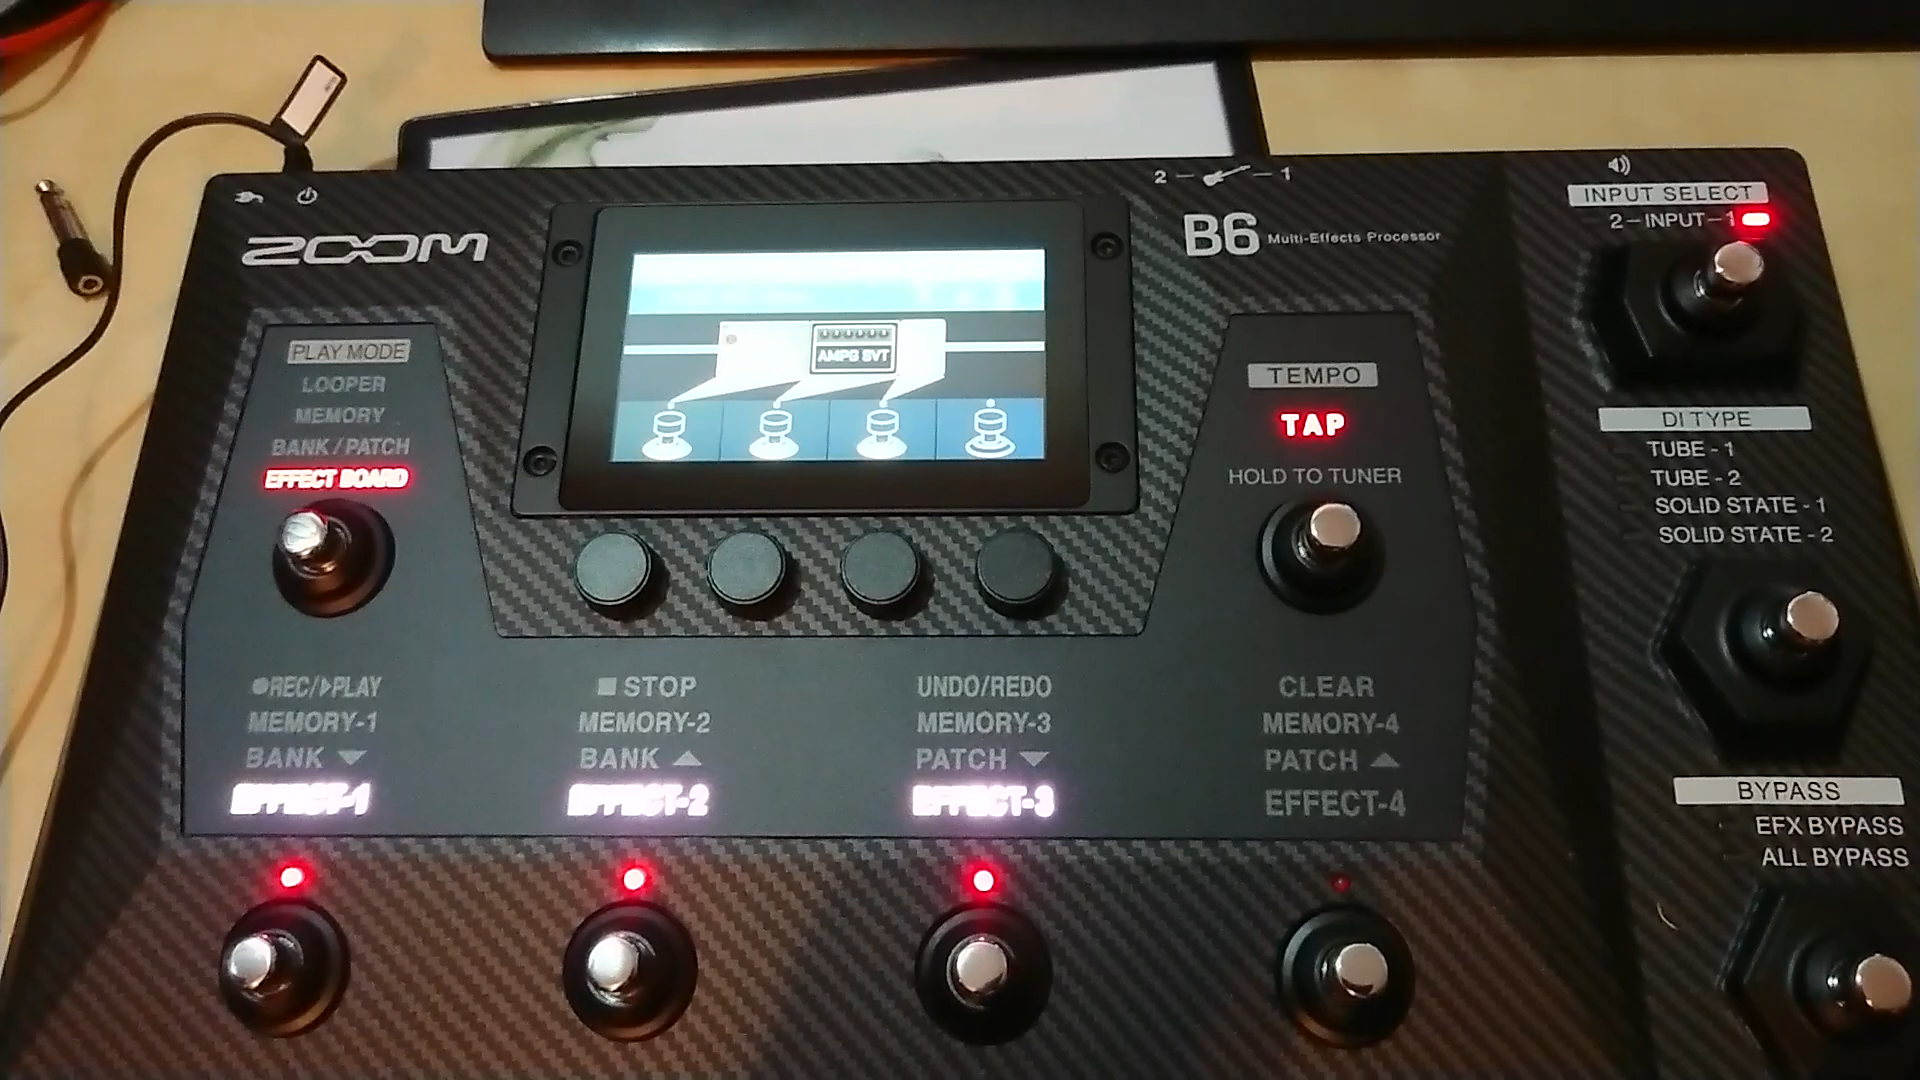 2 – – 1
INPUT SELECT
2–INPUT–1
ZOOM
B6 Multi-Effects Processor
AMPG SVT
PLAY MODE
LOOPER
MEMORY
BANK / PATCH
EFFECT BOARD
TEMPO
TAP
HOLD TO TUNER
DI TYPE
TUBE - 1
TUBE - 2
SOLID STATE - 1
SOLID STATE - 2
●REC/▶PLAY
MEMORY-1
BANK ▼
EFFECT-1
■ STOP
MEMORY-2
BANK ▲
EFFECT-2
UNDO/REDO
MEMORY-3
PATCH ▼
EFFECT-3
CLEAR
MEMORY-4
PATCH ▲
EFFECT-4
BYPASS
EFX BYPASS
ALL BYPASS